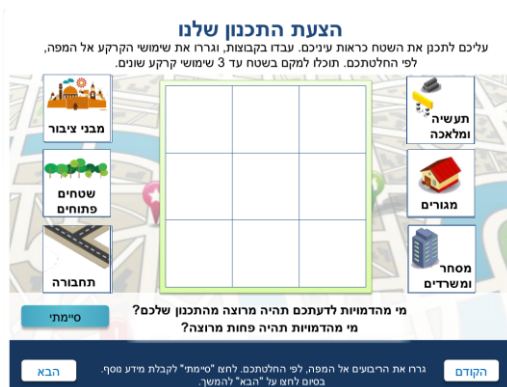 הצעת התכנון שלנו
עליכם לתכנן את השטח כראות עיניכם. עבדו בקבוצות, וגררו את שימושי הקרקע אל המפה,
לפי החלטתכם. תוכלו למקם בשטח עד 3 שימושי קרקע שונים.
תעשיה
ומלאכה
מגורים
מסחר
ומשרדים
מבני ציבור
שטחים
פתוחים
תחבורה
מי מהדמויות לדעתכם תהיה מרוצה מהתכנון שלכם?
מי מהדמויות תהיה פחות מרוצה?
סיימתי
הקודם
גררו את הריבועים אל המפה, לפי החלטתכם. לחצו "סיימתי" לקבלת מידע נוסף.
בסיום לחצו על "הבא" להמשך.
הבא